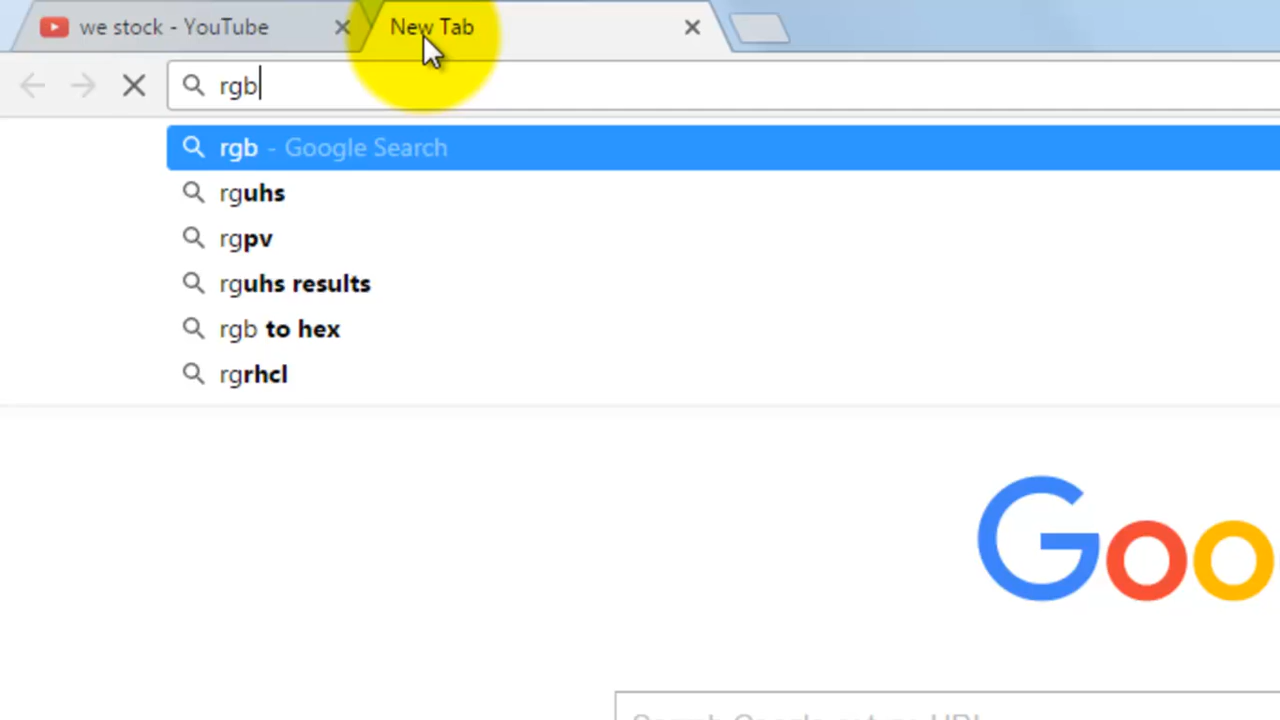 we stock - YouTube
New Tab
rgb
rgb - Google Search
rguhs
rgpv
rguhs results
rgb to hex
rgrhcl
Goo